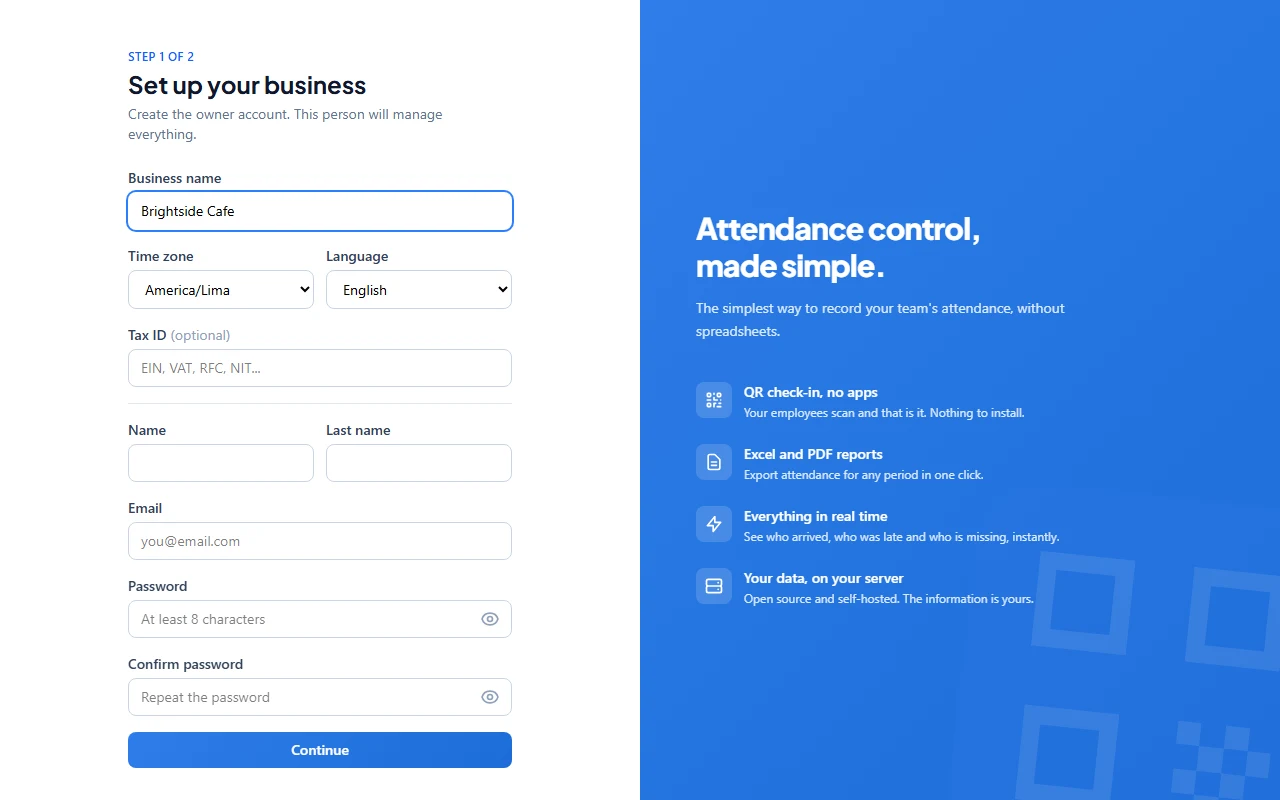 STEP 1 OF 2
Set up your business
Create the owner account. This person will manage
everything.
Business name
Brightside Cafe
Time zone
Language
America/Lima
English
Tax ID (optional)
EIN, VAT, RFC, NIT...
Name
Last name
Email
you@email.com
Password
At least 8 characters
Confirm password
Repeat the password
Continue
Attendance control,
made simple.
The simplest way to record your team's attendance, without
spreadsheets.
QR check-in, no apps
Your employees scan and that is it. Nothing to install.
Excel and PDF reports
Export attendance for any period in one click.
Everything in real time
See who arrived, who was late and who is missing, instantly.
Your data, on your server
Open source and self-hosted. The information is yours.